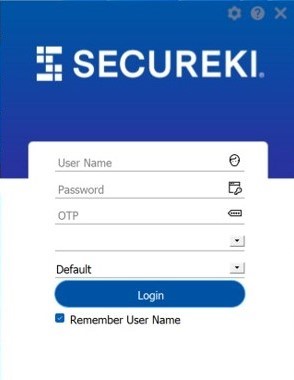 SECUREKI
User Name
Password
OTP
Default
Login
Remember User Name